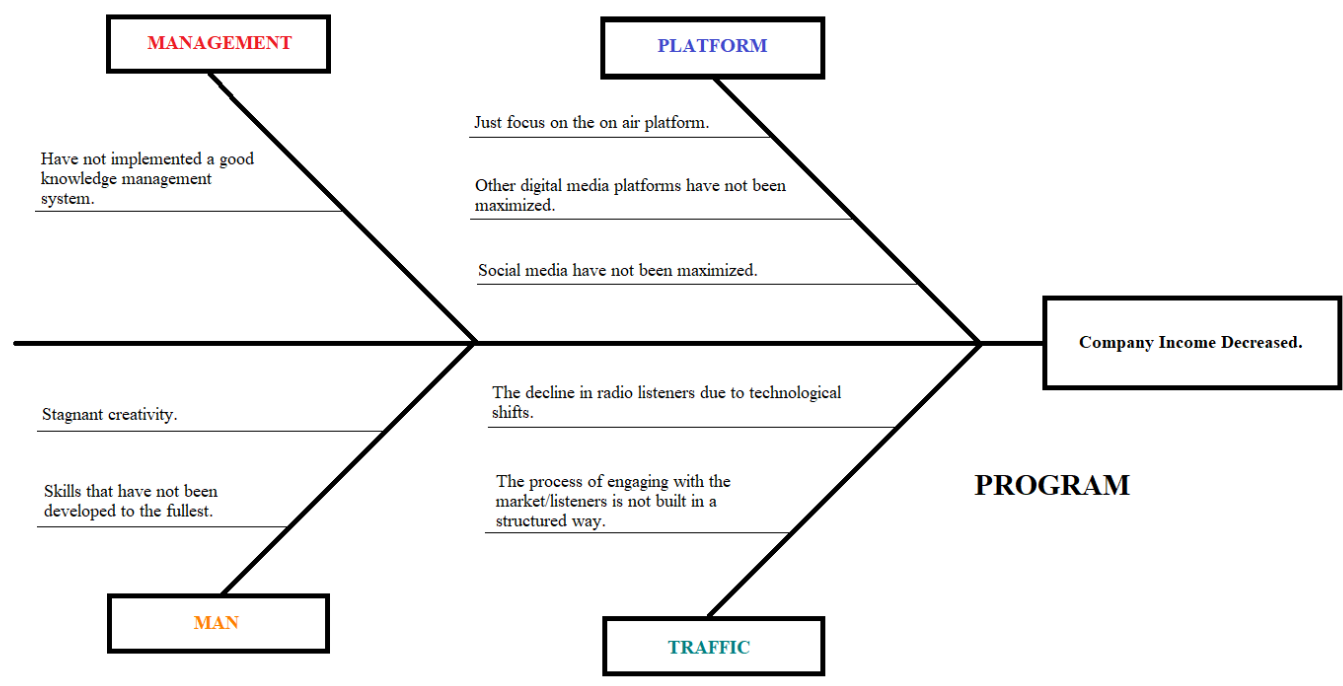 MANAGEMENT
PLATFORM
Just focus on the on air platform.
Have not implemented a good
knowledge management
system.
Other digital media platforms have not been
maximized.
Social media have not been maximized.
Company Income Decreased.
Stagnant creativity.
The decline in radio listeners due to technological
shifts.
Skills that have not been
developed to the fullest.
The process of engaging with the
market/listeners is not built in a
structured way.
PROGRAM
MAN
TRAFFIC